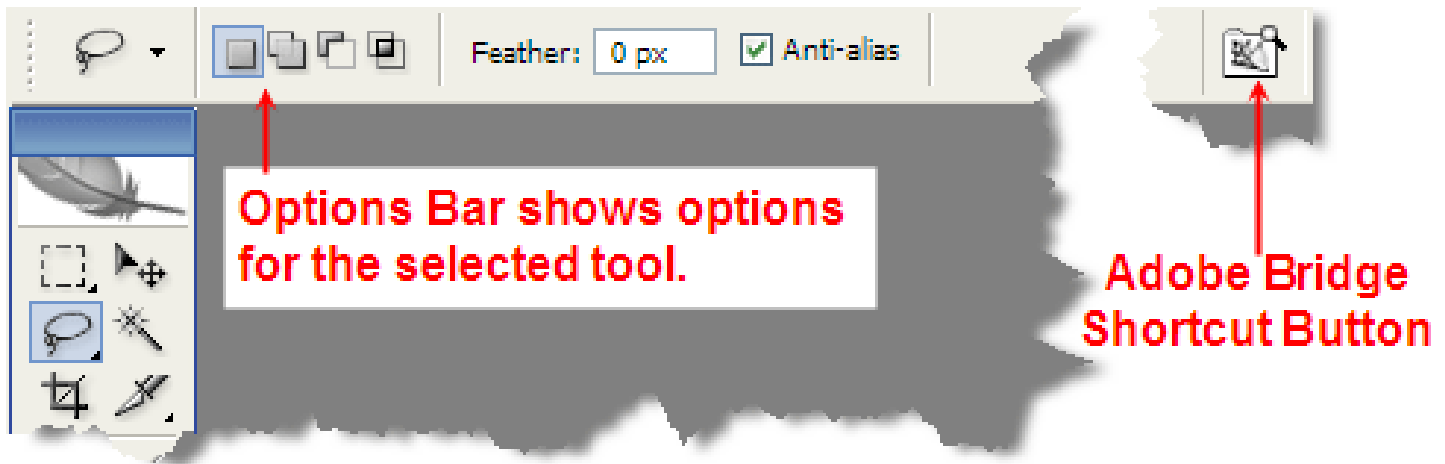 Feather: 0 px Anti-alias
Options Bar shows options
for the selected tool.
Adobe Bridge
Shortcut Button